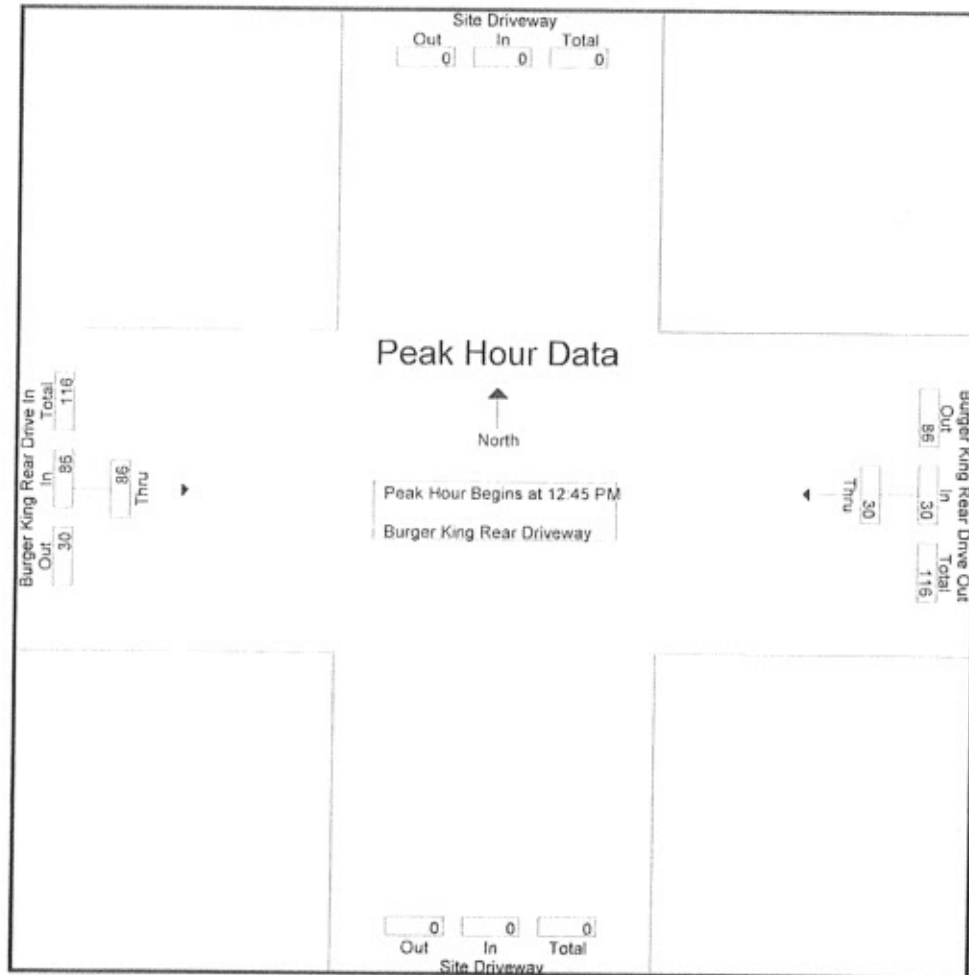 Site Driveway
Out In Total
0 0 0
Peak Hour Data
North
Peak Hour Begins at 12:45 PM
Burger King Rear Driveway
Burger King Rear Drive In
Out In Total
30 86 116
86
Thru
Burger King Rear Drive Out
Out In Total
86 30 116
Thru
30
0 0 0
Out In Total
Site Driveway